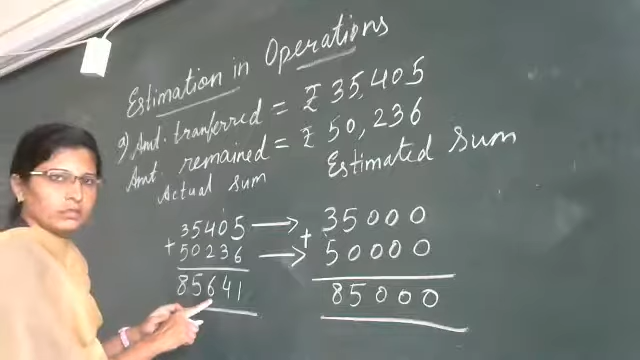 Estimation in Operations
a) Amt. tranferred = ₹ 35,405
Amt. remained = ₹ 50,236
Actual sum
35405
+ 50236
85641
Estimated sum
35000
+ 50000
85000